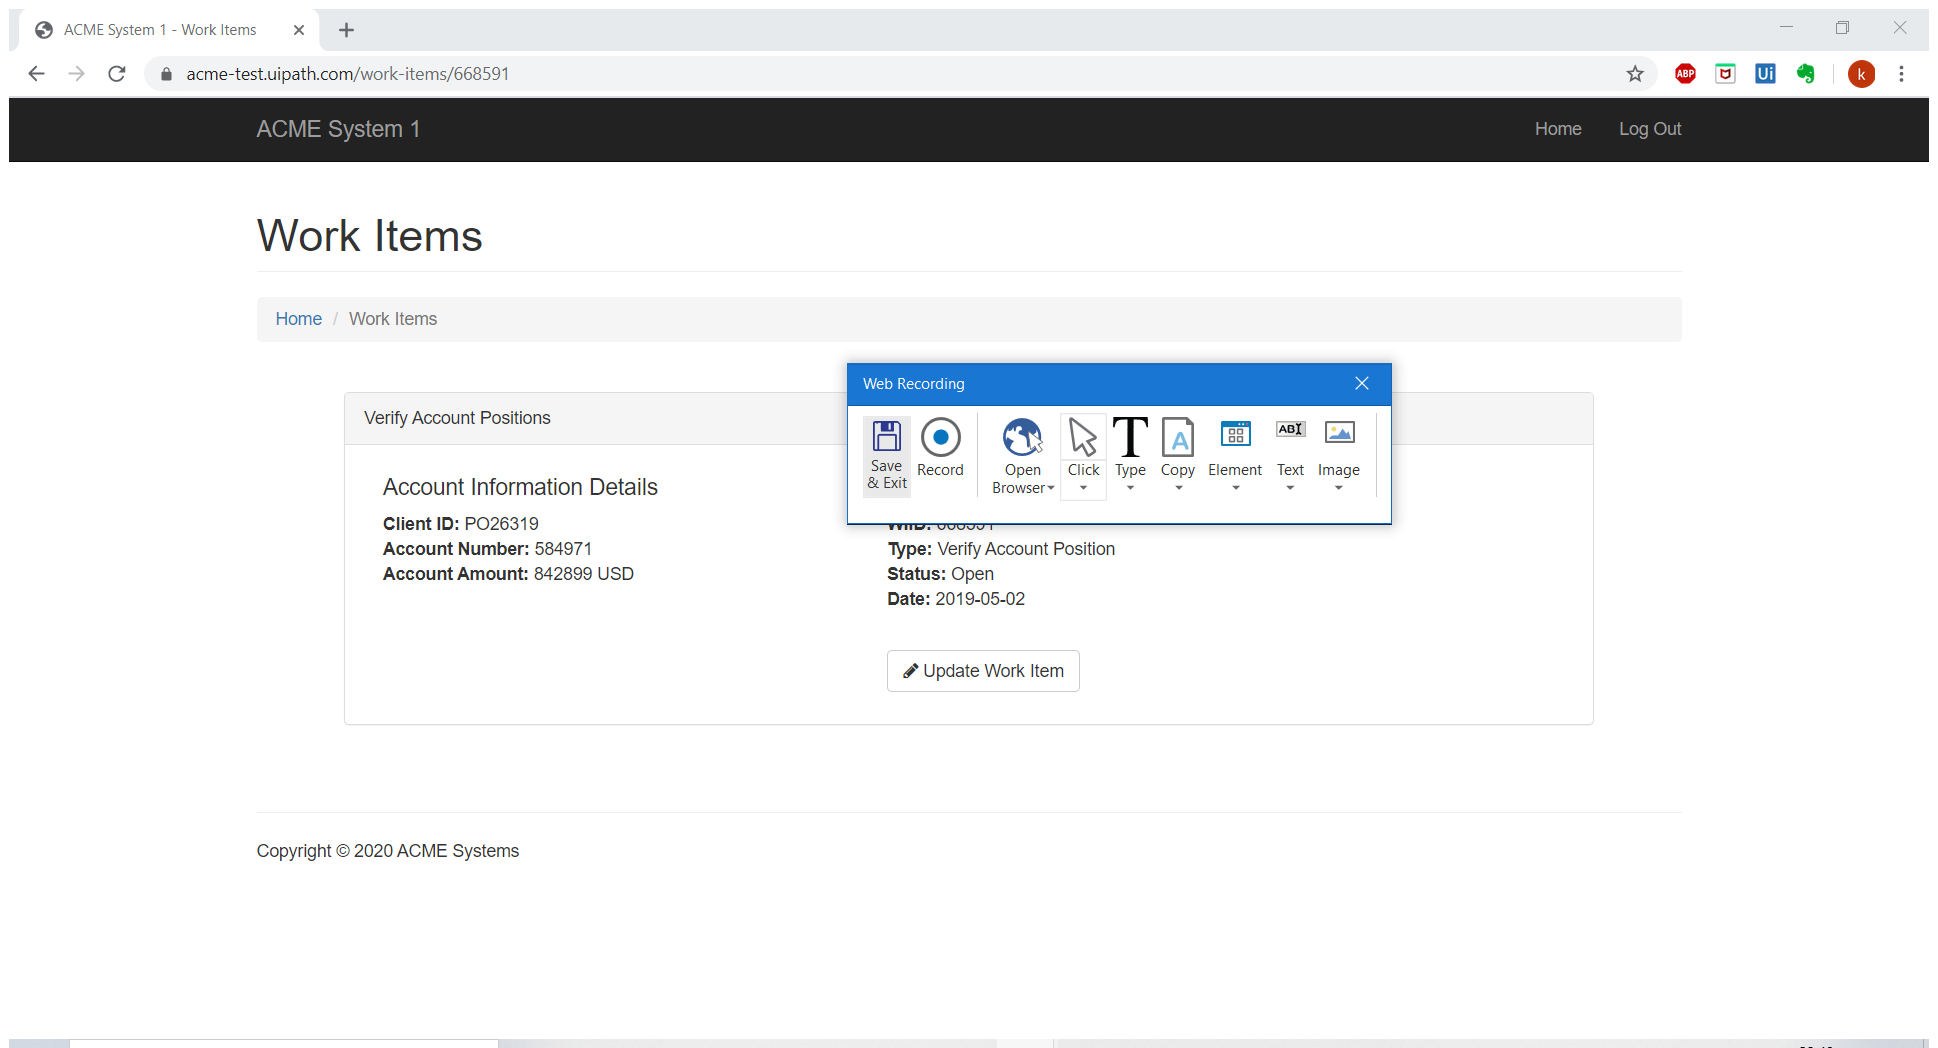 ACME System 1 - Work Items
acme-test.uipath.com/work-items/668591
ABP
Ui
k
ACME System 1
Home
Log Out
Work Items
Home / Work Items
Web Recording
Save & Exit
Record
Open Browser
Click
Type
Copy
Element
Text
Image
A
ABI
Verify Account Positions
Account Information Details
Client ID: PO26319
Account Number: 584971
Account Amount: 842899 USD
WIID: 668591
Type: Verify Account Position
Status: Open
Date: 2019-05-02
Update Work Item
Copyright © 2020 ACME Systems